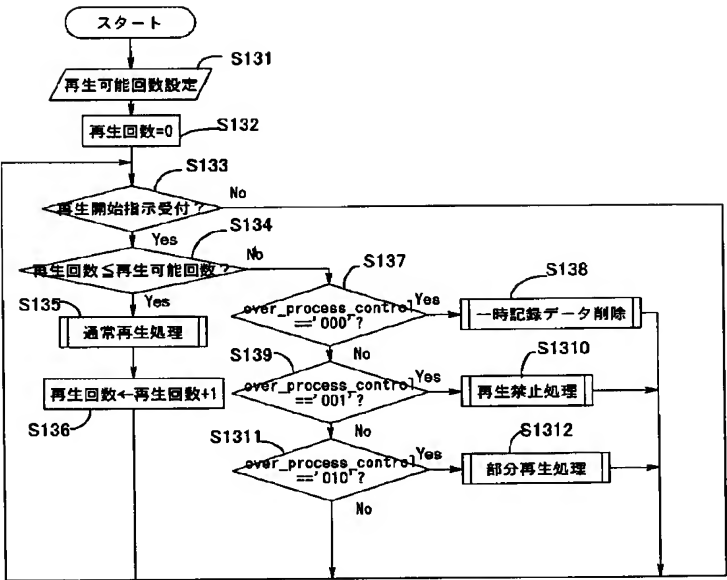 スタート
S131
再生可能回数設定
再生回数=0
S132
S133
再生開始指示受付?
No
Yes
S134
再生回数≦再生可能回数?
No
Yes
S135
通常再生処理
再生回数←再生回数+1
S136
S137
over_process_control
=='000'?
Yes
No
S138
一時記録データ削除
S139
over_process_control
=='001'?
Yes
No
S1310
再生禁止処理
S1311
over_process_control
=='010'?
Yes
No
S1312
部分再生処理